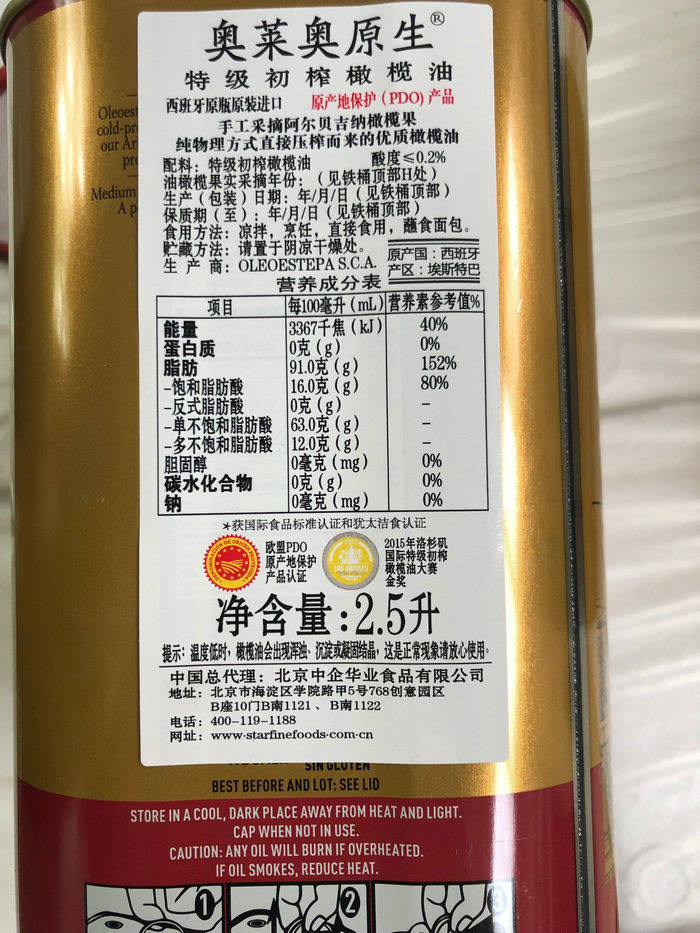 奥莱奥原生®
特级初榨橄榄油
西班牙原瓶原装进口 原产地保护（PDO）产品
手工采摘阿尔贝吉纳橄榄果
纯物理方式直接压榨而来的优质橄榄油
配料：特级初榨橄榄油 酸度≤0.2%
油橄榄果实采摘年份：（见铁桶顶部H处）
生产（包装）日期：年/月/日（见铁桶顶部）
保质期（至）：年/月/日（见铁桶顶部）
食用方法：凉拌，烹饪，直接食用，蘸食面包。
贮藏方法：请置于阴凉干燥处。 原产国：西班牙
生 产 商：OLEOESTEPA S.C.A. 产区：埃斯特巴
营养成分表
项目 每100毫升（mL） 营养素参考值%
能量 3367千焦（kJ） 40%
蛋白质 0克（g） 0%
脂肪 91.0克（g） 152%
-饱和脂肪酸 16.0克（g） 80%
-反式脂肪酸 0克（g） -
-单不饱和脂肪酸 63.0克（g） -
-多不饱和脂肪酸 12.0克（g） -
胆固醇 0毫克（mg） 0%
碳水化合物 0克（g） 0%
钠 0毫克（mg） 0%
★获国际食品标准认证和犹太洁食认证
欧盟PDO
原产地保护
产品认证
LOS ANGELES
2015年洛杉矶
国际特级初榨
橄榄油大赛
金奖
净含量：2.5升
提示：温度低时，橄榄油会出现浑浊、沉淀或凝固结晶，这是正常现象请放心使用。
中国总代理：北京中企华业食品有限公司
地址：北京市海淀区学院路甲5号768创意园区
B座10门B南1121、B南1122
电话：400-119-1188
网址：www.starfinefoods.com.cn
Oleoest
cold-pr
our Ar
pr
Medium
A p
SIN GLUTEN
BEST BEFORE AND LOT: SEE LID
STORE IN A COOL, DARK PLACE AWAY FROM HEAT AND LIGHT.
CAP WHEN NOT IN USE.
CAUTION: ANY OIL WILL BURN IF OVERHEATED.
IF OIL SMOKES, REDUCE HEAT.
1 2 3